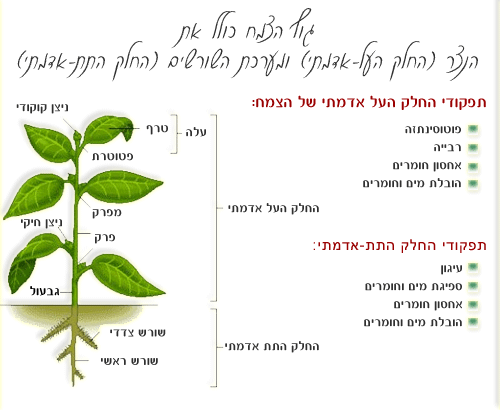 גוף הצמח כולל את
הנצר (החלק העל-אדמתי) ומערכת השורשים (החלק התת-אדמתי)
תפקודי החלק העל אדמתי של הצמח:
פוטוסינתזה
רבייה
אחסון חומרים
הובלת מים וחומרים
תפקודי החלק התת-אדמתי:
עיגון
ספיגת מים וחומרים
אחסון חומרים
הובלת מים וחומרים
ניצן קוקודי
טרף
עלה
פטוטרת
מפרק
החלק העל אדמתי
ניצן חיקי
פרק
גבעול
שורש צדדי
החלק התת אדמתי
שורש ראשי